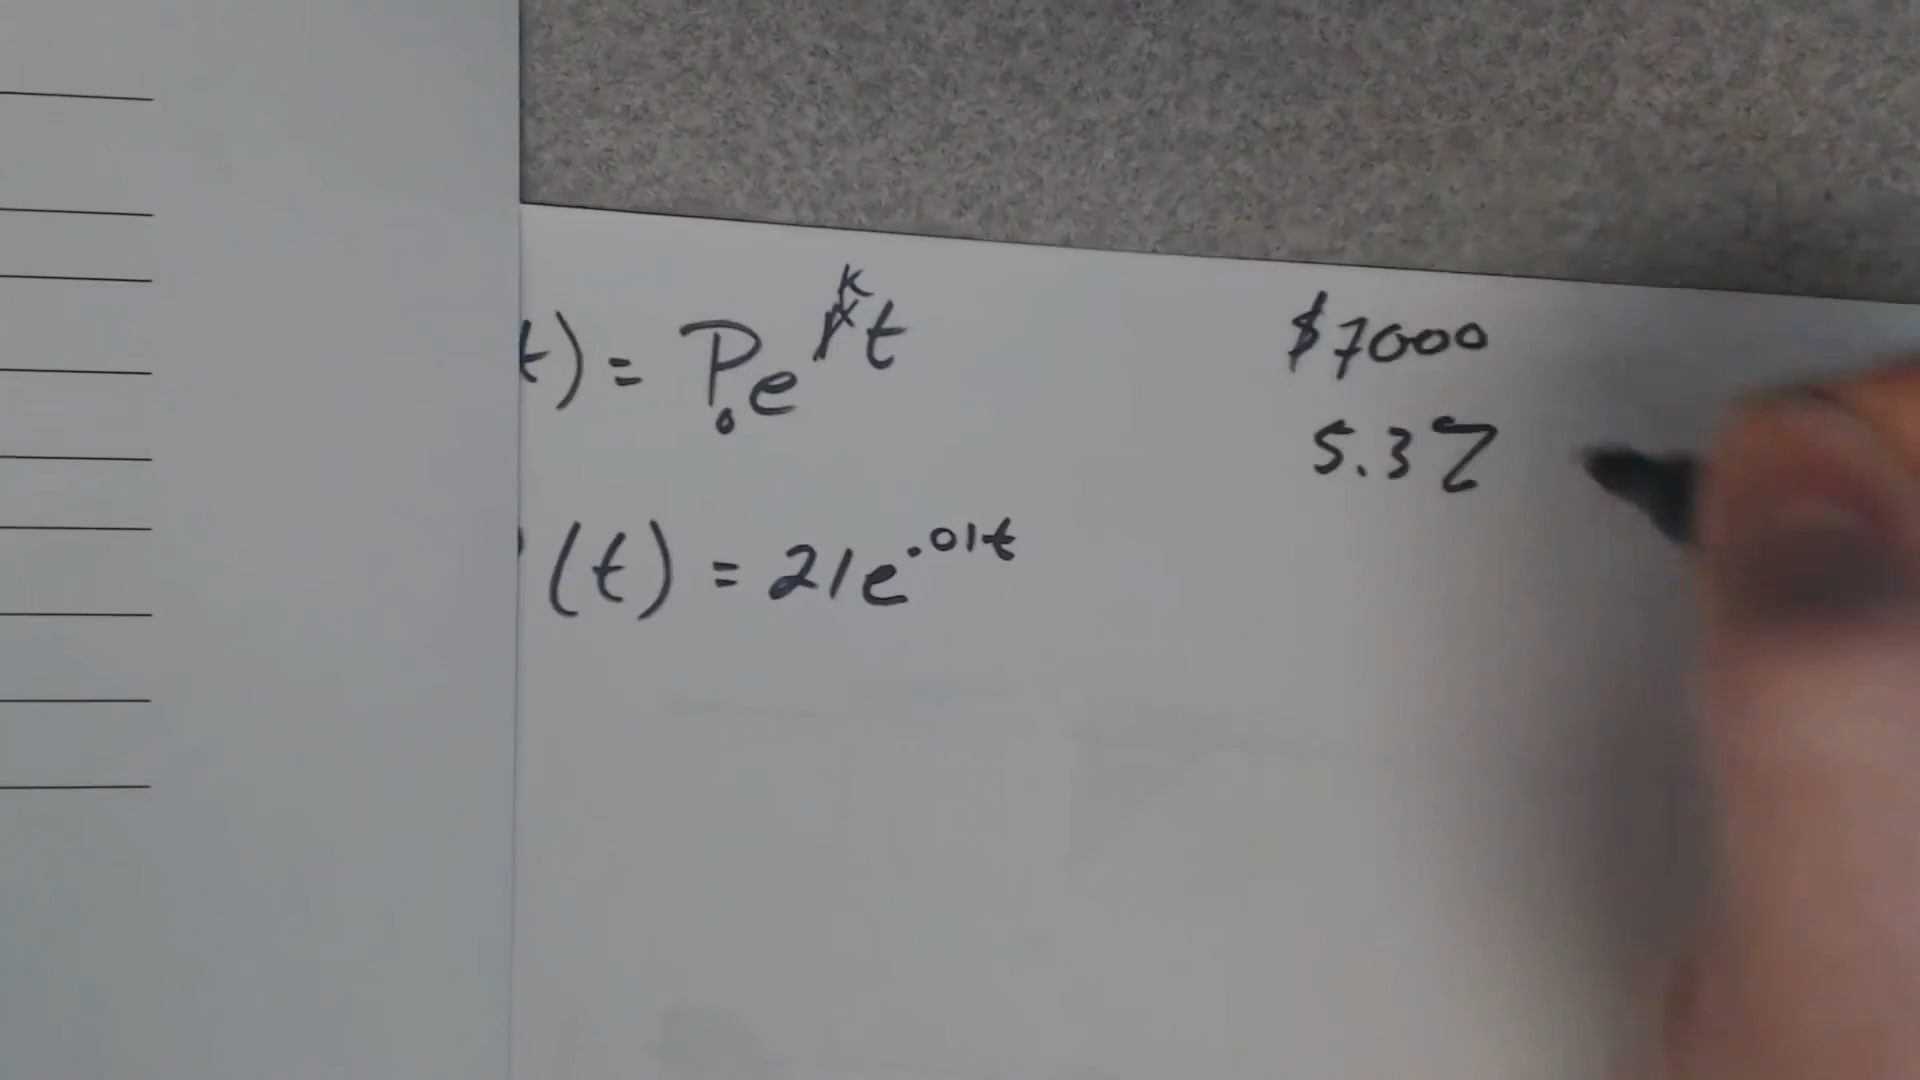 t) = P₀e^kt
$7000
5.3%
(t) = 21e^.01t